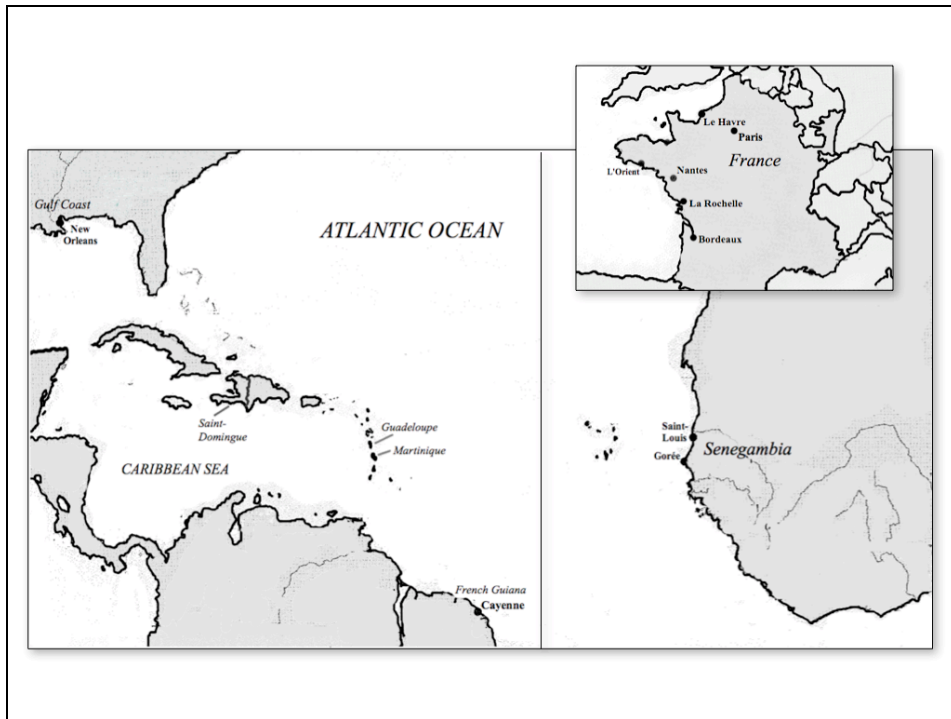 Le Havre
Paris
France
L'Orient
Nantes
La Rochelle
Bordeaux
Gulf Coast
New
Orleans
ATLANTIC OCEAN
Saint-
Domingue
Guadeloupe
Martinique
CARIBBEAN SEA
French Guiana
Cayenne
Saint-
Louis
Gorée
Senegambia